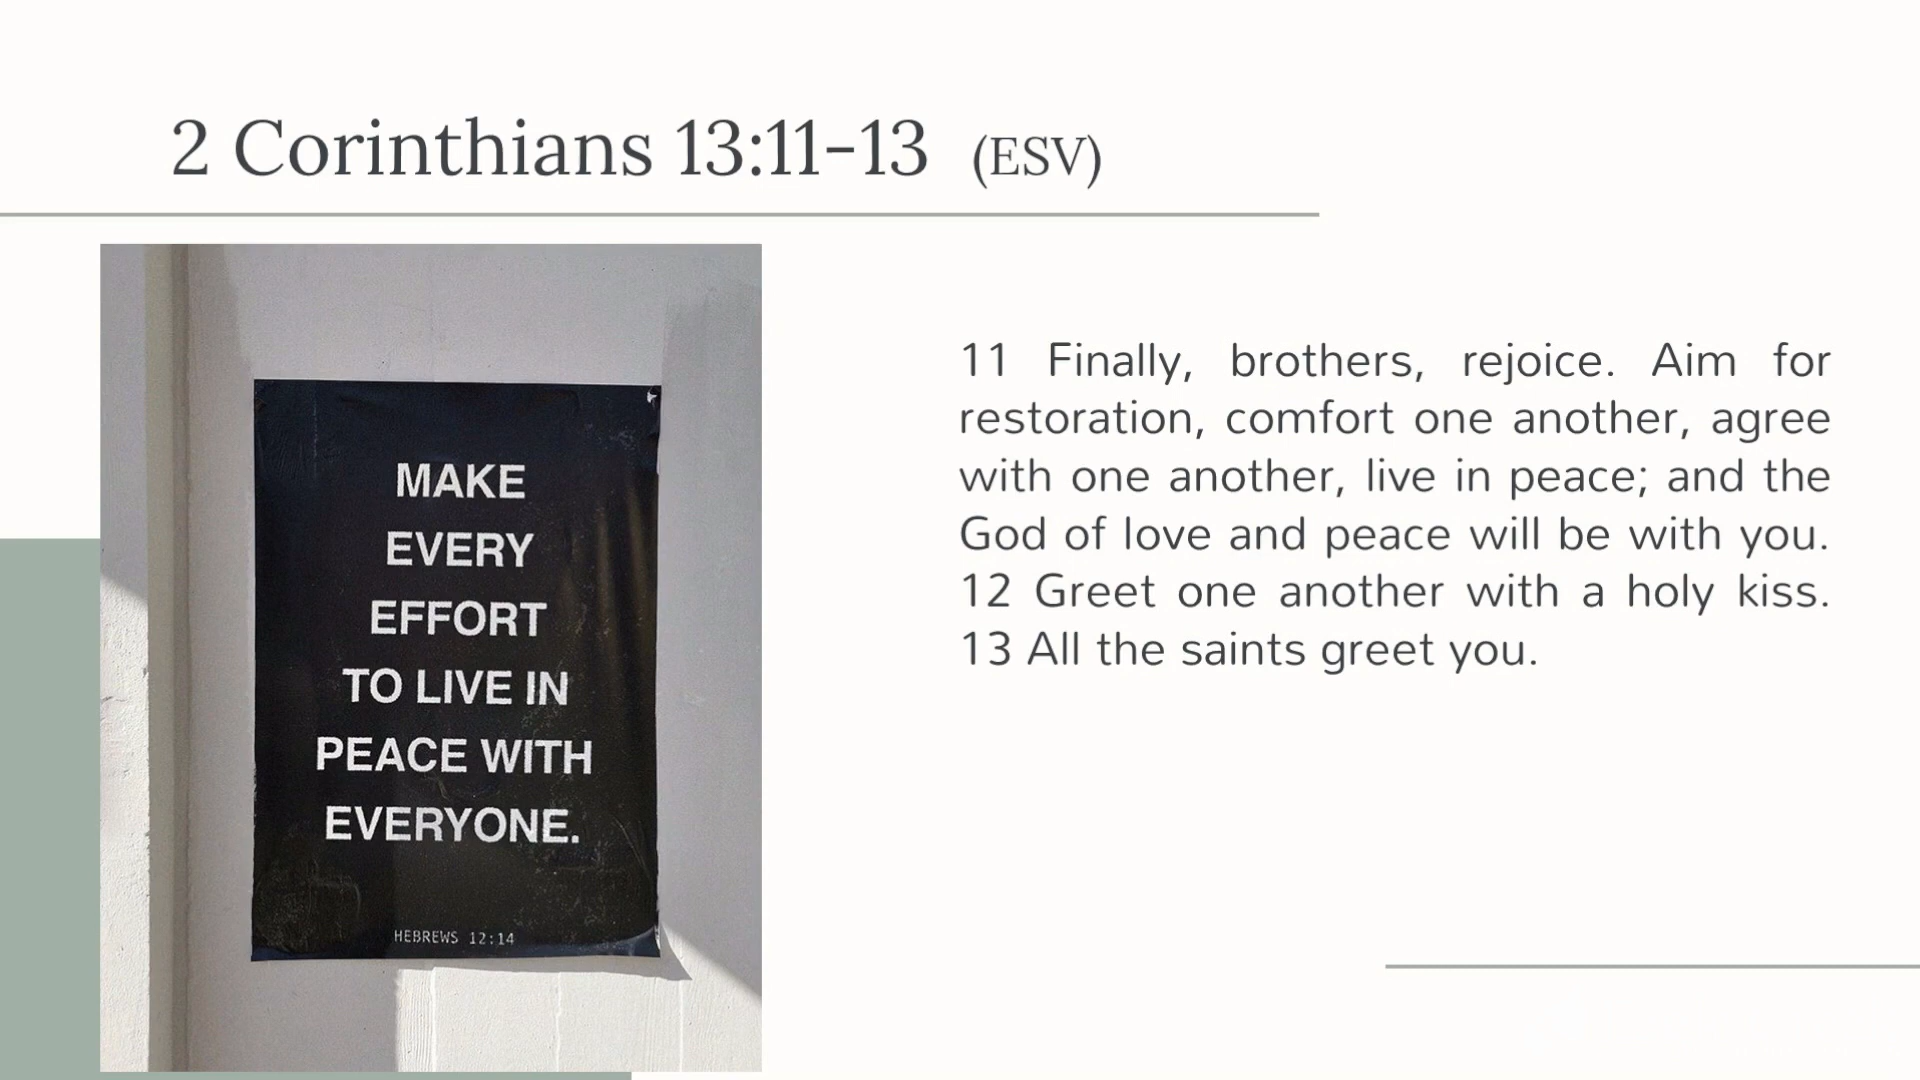 2 Corinthians 13:11-13 (ESV)
MAKE
EVERY
EFFORT
TO LIVE IN
PEACE WITH
EVERYONE.
HEBREWS 12:14
11 Finally, brothers, rejoice. Aim for
restoration, comfort one another, agree
with one another, live in peace; and the
God of love and peace will be with you.
12 Greet one another with a holy kiss.
13 All the saints greet you.